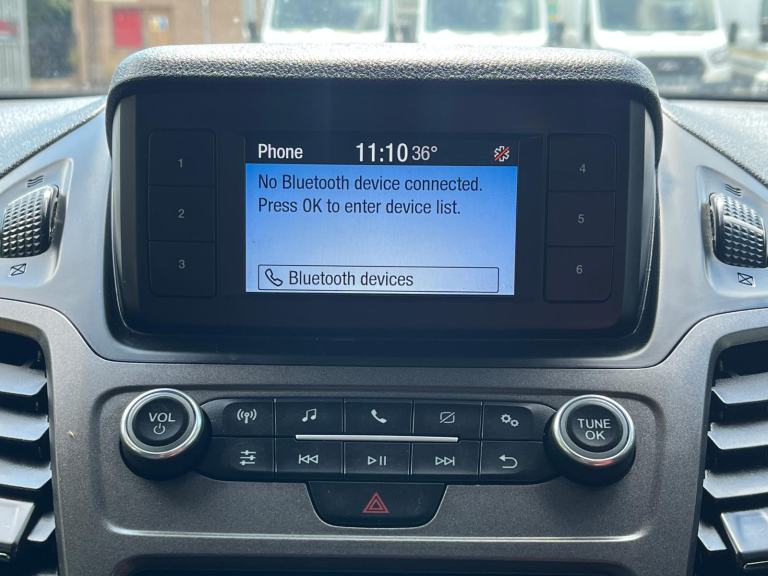 Phone 11:10 36°
No Bluetooth device connected.
Press OK to enter device list.
Bluetooth devices
1
2
3
4
5
6
VOL
TUNE
OK